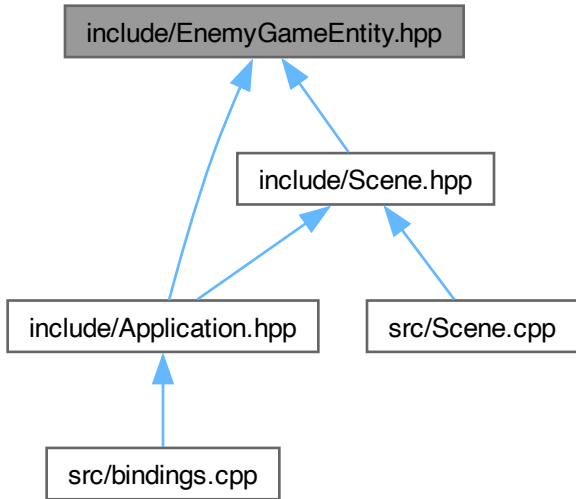 include/EnemyGameEntity.hpp
include/Scene.hpp
include/Application.hpp
src/Scene.cpp
src/bindings.cpp